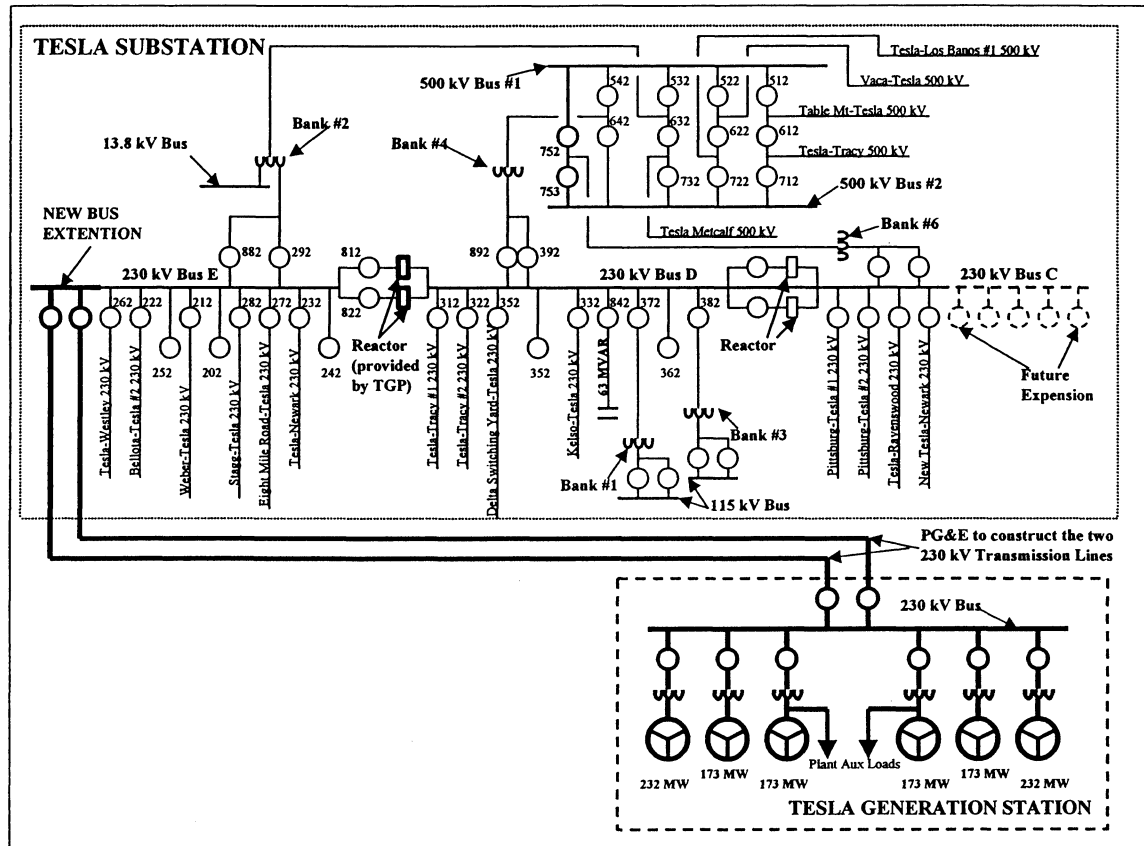 TESLA SUBSTATION
Tesla-Los Banos #1 500 kV
Vaca-Tesla 500 kV
500 kV Bus #1
542
532
522
512
Table Mt-Tesla 500 kV
Bank #2
13.8 kV Bus
Bank #4
642
632
622
612
752
Tesla-Tracy 500 kV
753
732
722
712
500 kV Bus #2
NEW BUS
EXTENTION
Tesla Metcalf 500 kV
Bank #6
882
292
812
892
392
230 kV Bus E
230 kV Bus D
230 kV Bus C
262
222
212
282
272
232
822
312
322
352
332
842
372
382
252
202
242
Reactor
(provided
by TGP)
352
362
Reactor
Future
Expension
Tesla-Westley 230 kV
Bellota-Tesla #2 230 kV
Weber-Tesla 230 kV
Stagg-Tesla 230 kV
Eight Mile Road-Tesla 230 kV
Tesla-Newark 230 kV
Tesla-Tracy #1 230 kV
Tesla-Tracy #2 230 kV
Delta Switching Yard-Tesla 230 kV
Kelso-Tesla 230 kV
63 MVAR
Pittsburg-Tesla #1 230 kV
Pittsburg-Tesla #2 230 kV
Tesla-Ravenswood 230 kV
New Tesla-Newark 230 kV
Bank #3
Bank #1
115 kV Bus
PG&E to construct the two
230 kV Transmission Lines
230 kV Bus
Plant Aux Loads
232 MW
173 MW
173 MW
173 MW
173 MW
232 MW
TESLA GENERATION STATION